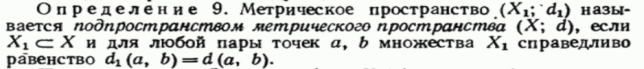 Определение 9. Метрическое пространство (X₁; d₁) назы-
вается подпространством метрического пространства (X; d), если
X₁ ⊂ X и для любой пары точек a, b множества X₁ справедливо
равенство d₁ (a, b) = d (a, b).